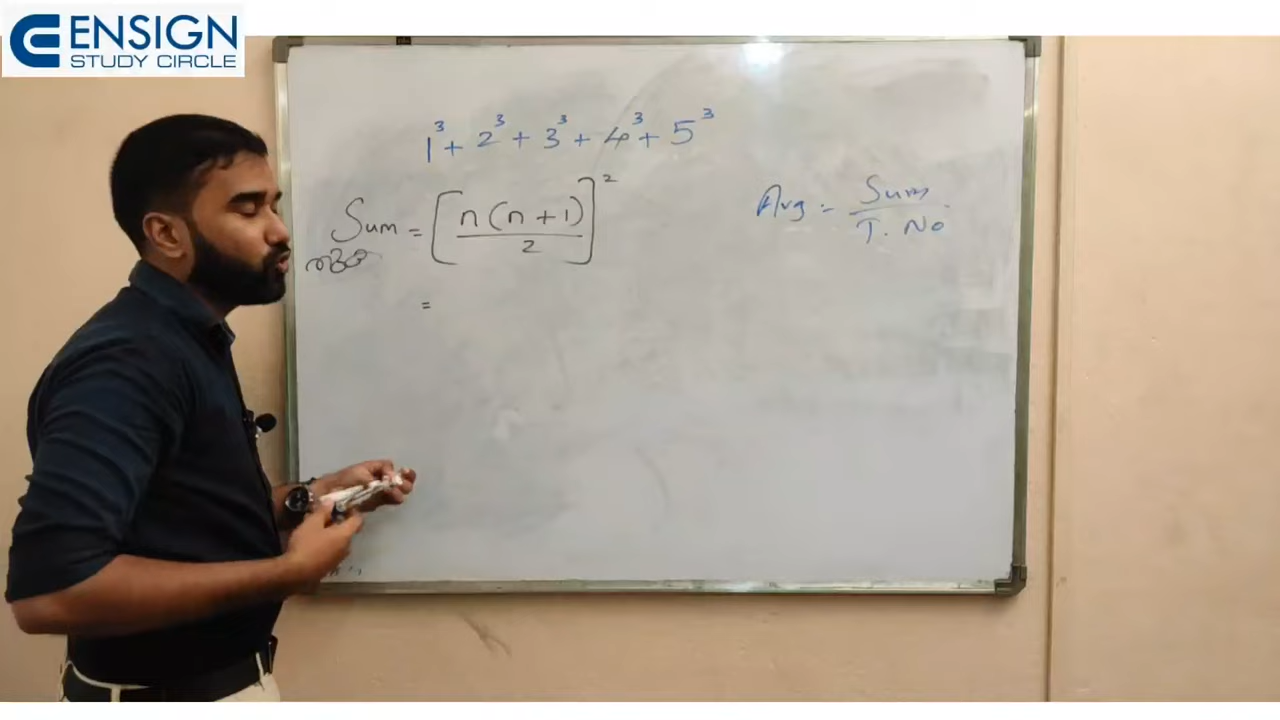 ENSIGN
STUDY CIRCLE
1³ + 2³ + 3³ + 4³ + 5³
Sum = [n(n+1)/2]²
=
Avg = Sum / T. No